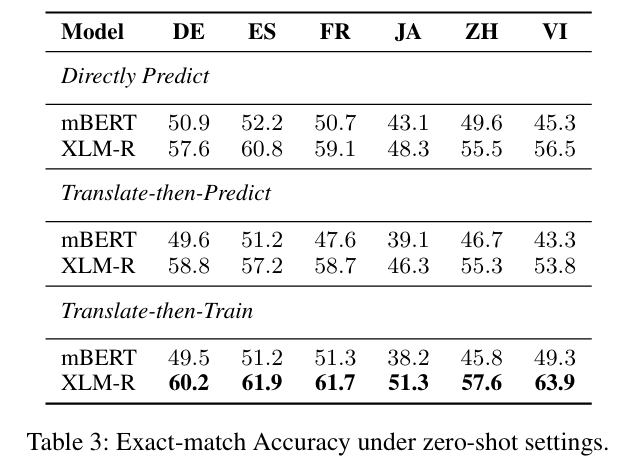 Model DE ES FR JA ZH VI
Directly Predict
mBERT 50.9 52.2 50.7 43.1 49.6 45.3
XLM-R 57.6 60.8 59.1 48.3 55.5 56.5
Translate-then-Predict
mBERT 49.6 51.2 47.6 39.1 46.7 43.3
XLM-R 58.8 57.2 58.7 46.3 55.3 53.8
Translate-then-Train
mBERT 49.5 51.2 51.3 38.2 45.8 49.3
XLM-R 60.2 61.9 61.7 51.3 57.6 63.9
Table 3: Exact-match Accuracy under zero-shot settings.